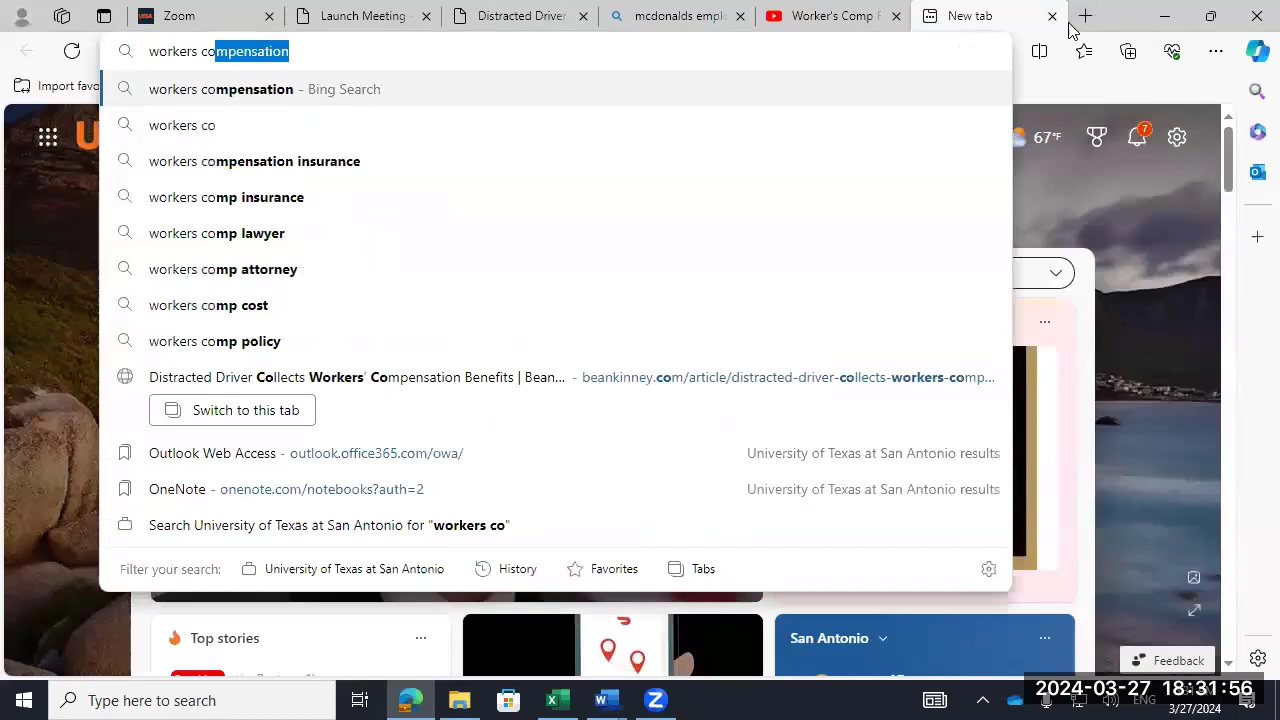 Zoom
Launch Meeting
Distracted Drive
mcdonalds empl
Worker's Comp F
New tab
workers compensation
Import favo
workers compensation - Bing Search
workers co
workers compensation insurance
workers comp insurance
workers comp lawyer
workers comp attorney
workers comp cost
workers comp policy
Distracted Driver Collects Workers' Compensation Benefits | Bean... - beankinney.com/article/distracted-driver-collects-workers-comp...
Switch to this tab
Outlook Web Access - outlook.office365.com/owa/ University of Texas at San Antonio results
OneNote - onenote.com/notebooks?auth=2 University of Texas at San Antonio results
Search University of Texas at San Antonio for "workers co"
Filter your search: University of Texas at San Antonio History Favorites Tabs
67°F
7
Top stories
San Antonio
Feedback
Type here to search
ENG
2024-03-27 18:31:56
3/27/2024